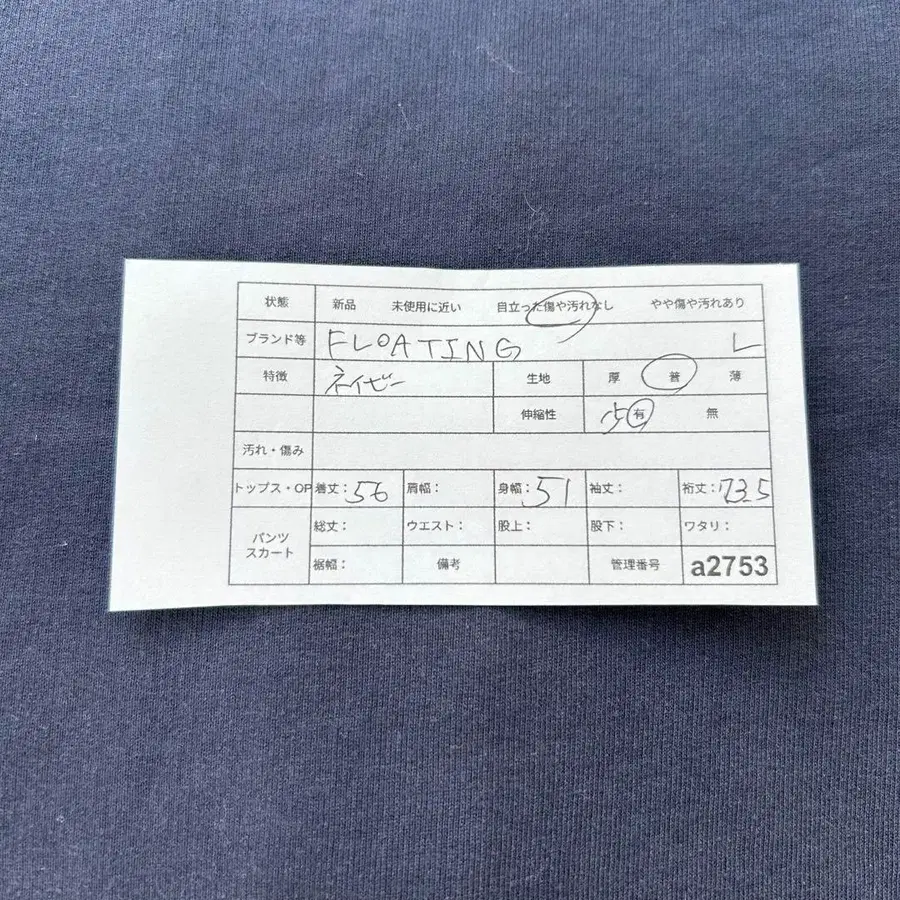 状態 新品 未使用に近い 目立った傷や汚れなし やや傷や汚れあり
ブランド等 FLOATING L
特徴 ネイビー 生地 厚 普 薄
伸縮性 少 有 無
汚れ・傷み
トップス・OP 着丈：56 肩幅： 身幅：51 袖丈： 裄丈：73.5
パンツ スカート 総丈： ウエスト： 股上： 股下： ワタリ：
裾幅： 備考 管理番号 a2753